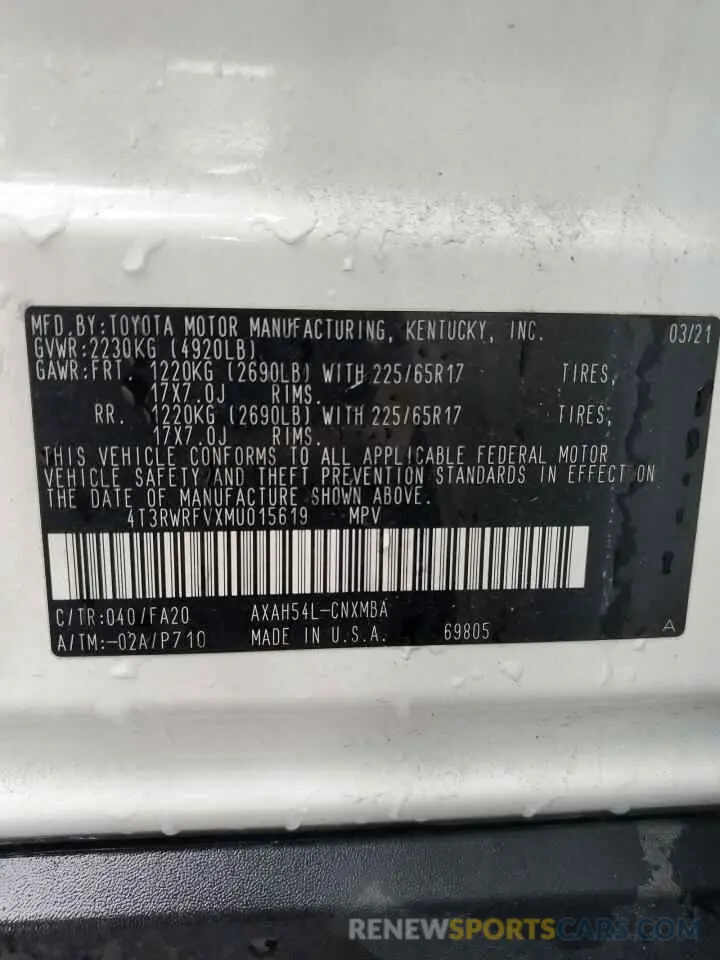 MFD.BY:TOYOTA MOTOR MANUFACTURING, KENTUCKY, INC. 03/21
GVWR:2230KG (4920LB)
GAWR:FRT 1220KG (2690LB) WITH 225/65R17 TIRES,
17X7.0J RIMS.
RR. 1220KG (2690LB) WITH 225/65R17 TIRES,
17X7.0J RIMS.
THIS VEHICLE CONFORMS TO ALL APPLICABLE FEDERAL MOTOR
VEHICLE SAFETY AND THEFT PREVENTION STANDARDS IN EFFECT ON
THE DATE OF MANUFACTURE SHOWN ABOVE.
4T3RWRFVXMU015619 MPV
C/TR:040/FA20 AXAH54L-CNXMBA
A/TM:-02A/P710 MADE IN U.S.A. 69805 A
RENEWSPORTSCARS.COM